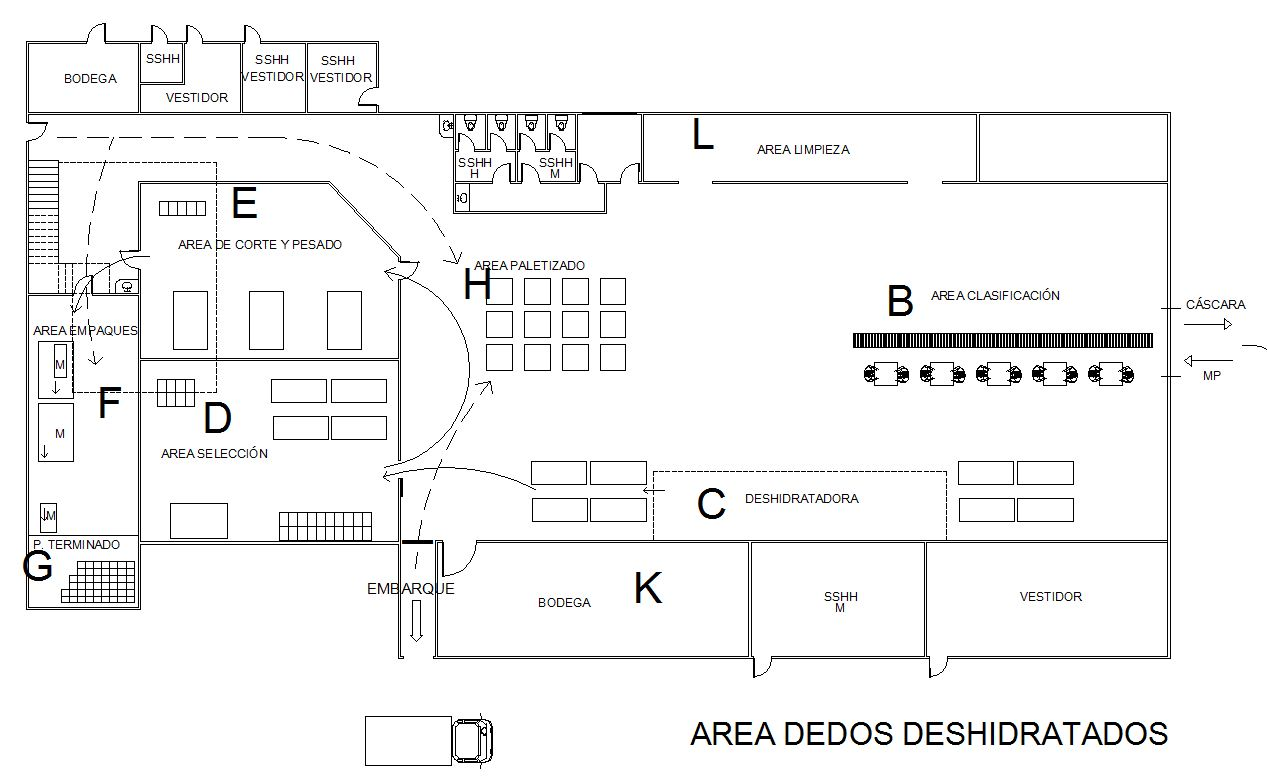 SSHH
SSHH
VESTIDOR
SSHH
VESTIDOR
BODEGA
VESTIDOR
L
AREA LIMPIEZA
SSHH
H
SSHH
M
E
AREA DE CORTE Y PESADO
AREA PALETIZADO
H
B
AREA CLASIFICACIÓN
CÁSCARA
MP
AREA EMPAQUES
M
F
M
D
AREA SELECCIÓN
C
DESHIDRATADORA
M
P. TERMINADO
G
EMBARQUE
BODEGA
K
SSHH
M
VESTIDOR
AREA DEDOS DESHIDRATADOS